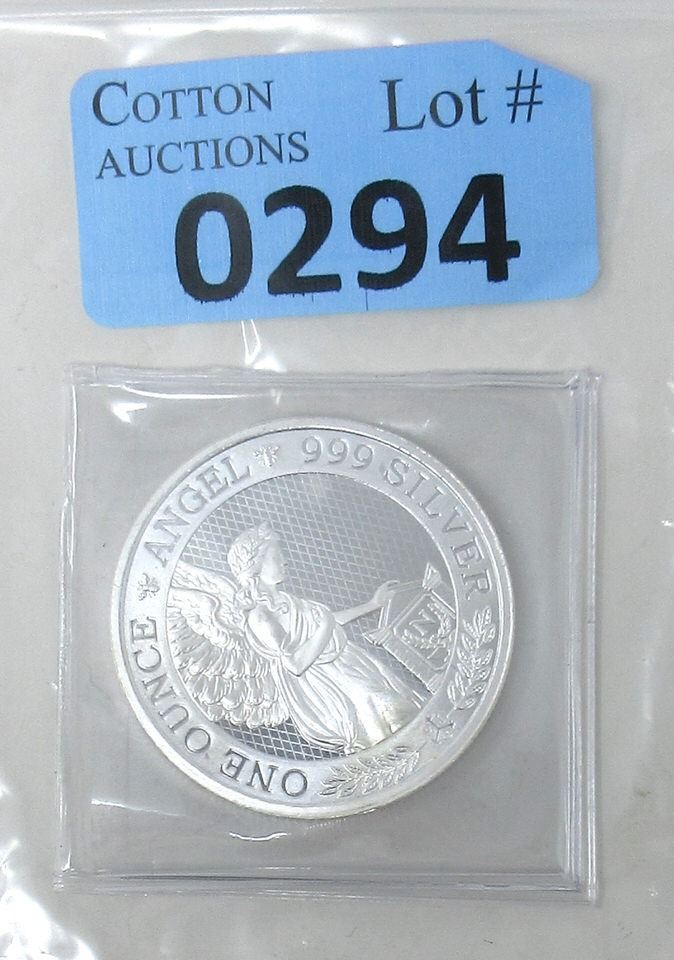 COTTON
AUCTIONS
Lot #
0294
ONE OUNCE ANGEL 999 SILVER
N